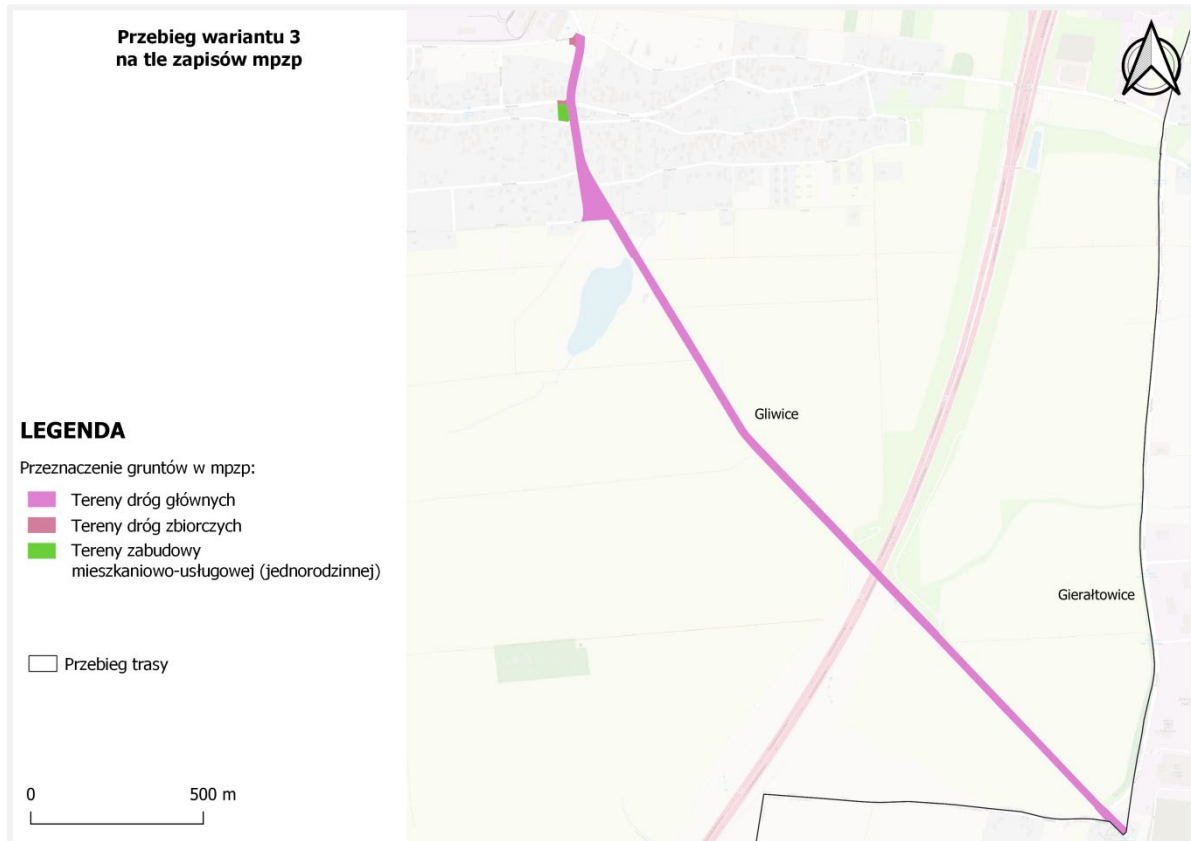 Przebieg wariantu 3
na tle zapisów mpzp
Gliwice
Gierałtowice
LEGENDA
Przeznaczenie gruntów w mpzp:
Tereny dróg głównych
Tereny dróg zbiorczych
Tereny zabudowy
mieszkaniowo-usługowej (jednorodzinnej)
Przebieg trasy
0 500 m